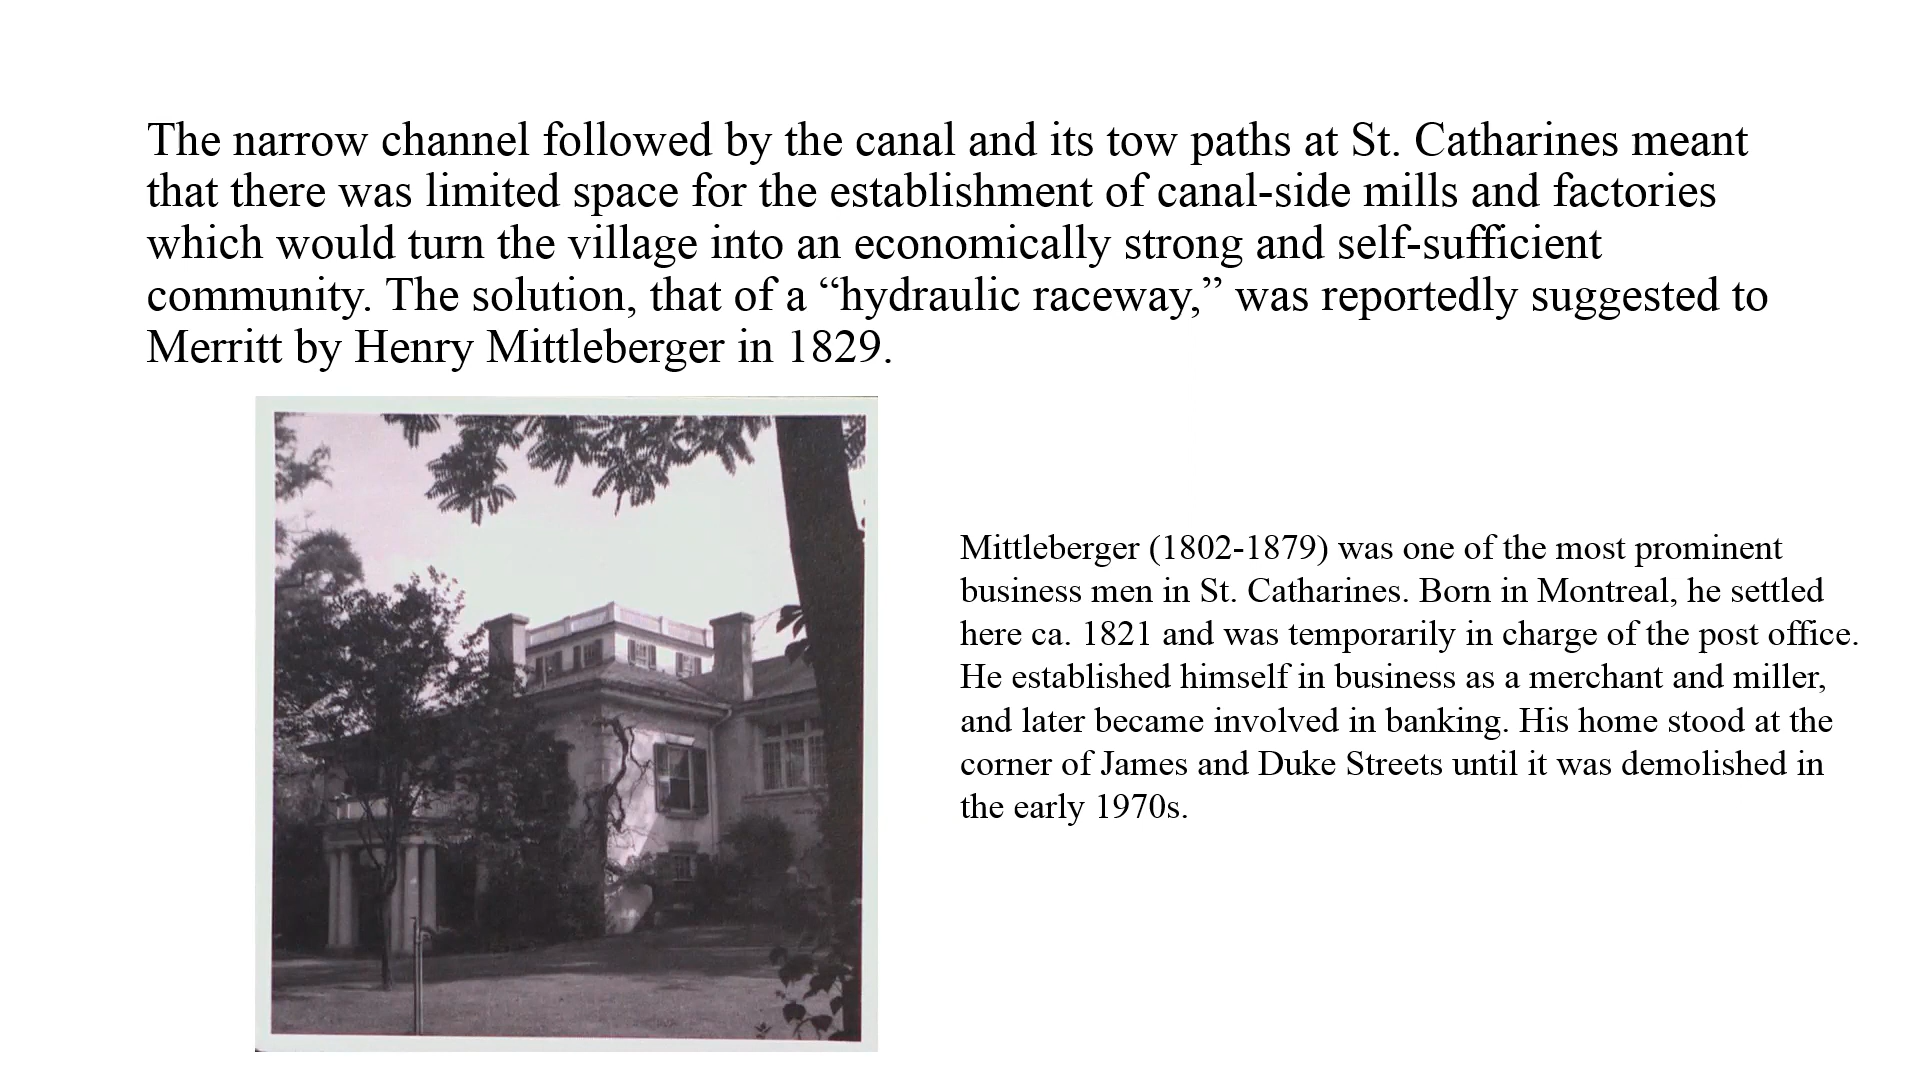 The narrow channel followed by the canal and its tow paths at St. Catharines meant
that there was limited space for the establishment of canal-side mills and factories
which would turn the village into an economically strong and self-sufficient
community. The solution, that of a “hydraulic raceway,” was reportedly suggested to
Merritt by Henry Mittleberger in 1829.
Mittleberger (1802-1879) was one of the most prominent
business men in St. Catharines. Born in Montreal, he settled
here ca. 1821 and was temporarily in charge of the post office.
He established himself in business as a merchant and miller,
and later became involved in banking. His home stood at the
corner of James and Duke Streets until it was demolished in
the early 1970s.